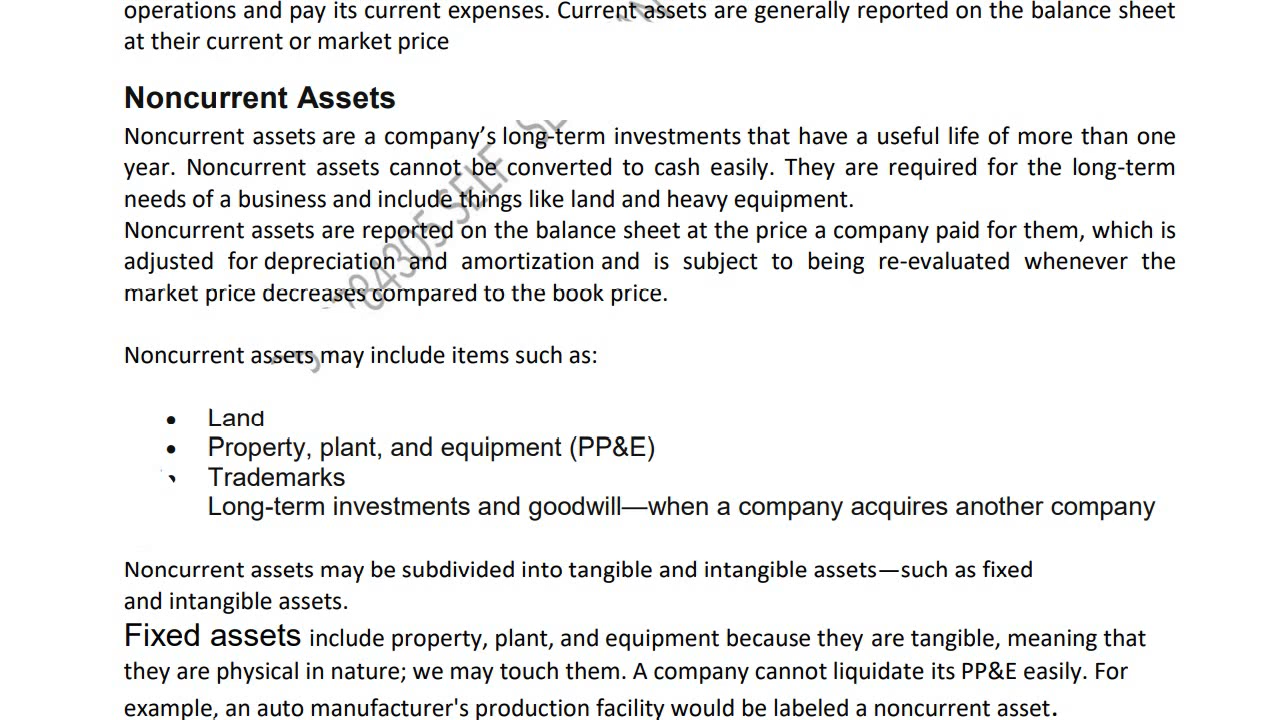 operations and pay its current expenses. Current assets are generally reported on the balance sheet
at their current or market price
Noncurrent Assets
Noncurrent assets are a company’s long-term investments that have a useful life of more than one
year. Noncurrent assets cannot be converted to cash easily. They are required for the long-term
needs of a business and include things like land and heavy equipment.
Noncurrent assets are reported on the balance sheet at the price a company paid for them, which is
adjusted for depreciation and amortization and is subject to being re-evaluated whenever the
market price decreases compared to the book price.
Noncurrent assets may include items such as:
• Land
• Property, plant, and equipment (PP&E)
Trademarks
Long-term investments and goodwill—when a company acquires another company
Noncurrent assets may be subdivided into tangible and intangible assets—such as fixed
and intangible assets.
Fixed assets include property, plant, and equipment because they are tangible, meaning that
they are physical in nature; we may touch them. A company cannot liquidate its PP&E easily. For
example, an auto manufacturer's production facility would be labeled a noncurrent asset.
SELF